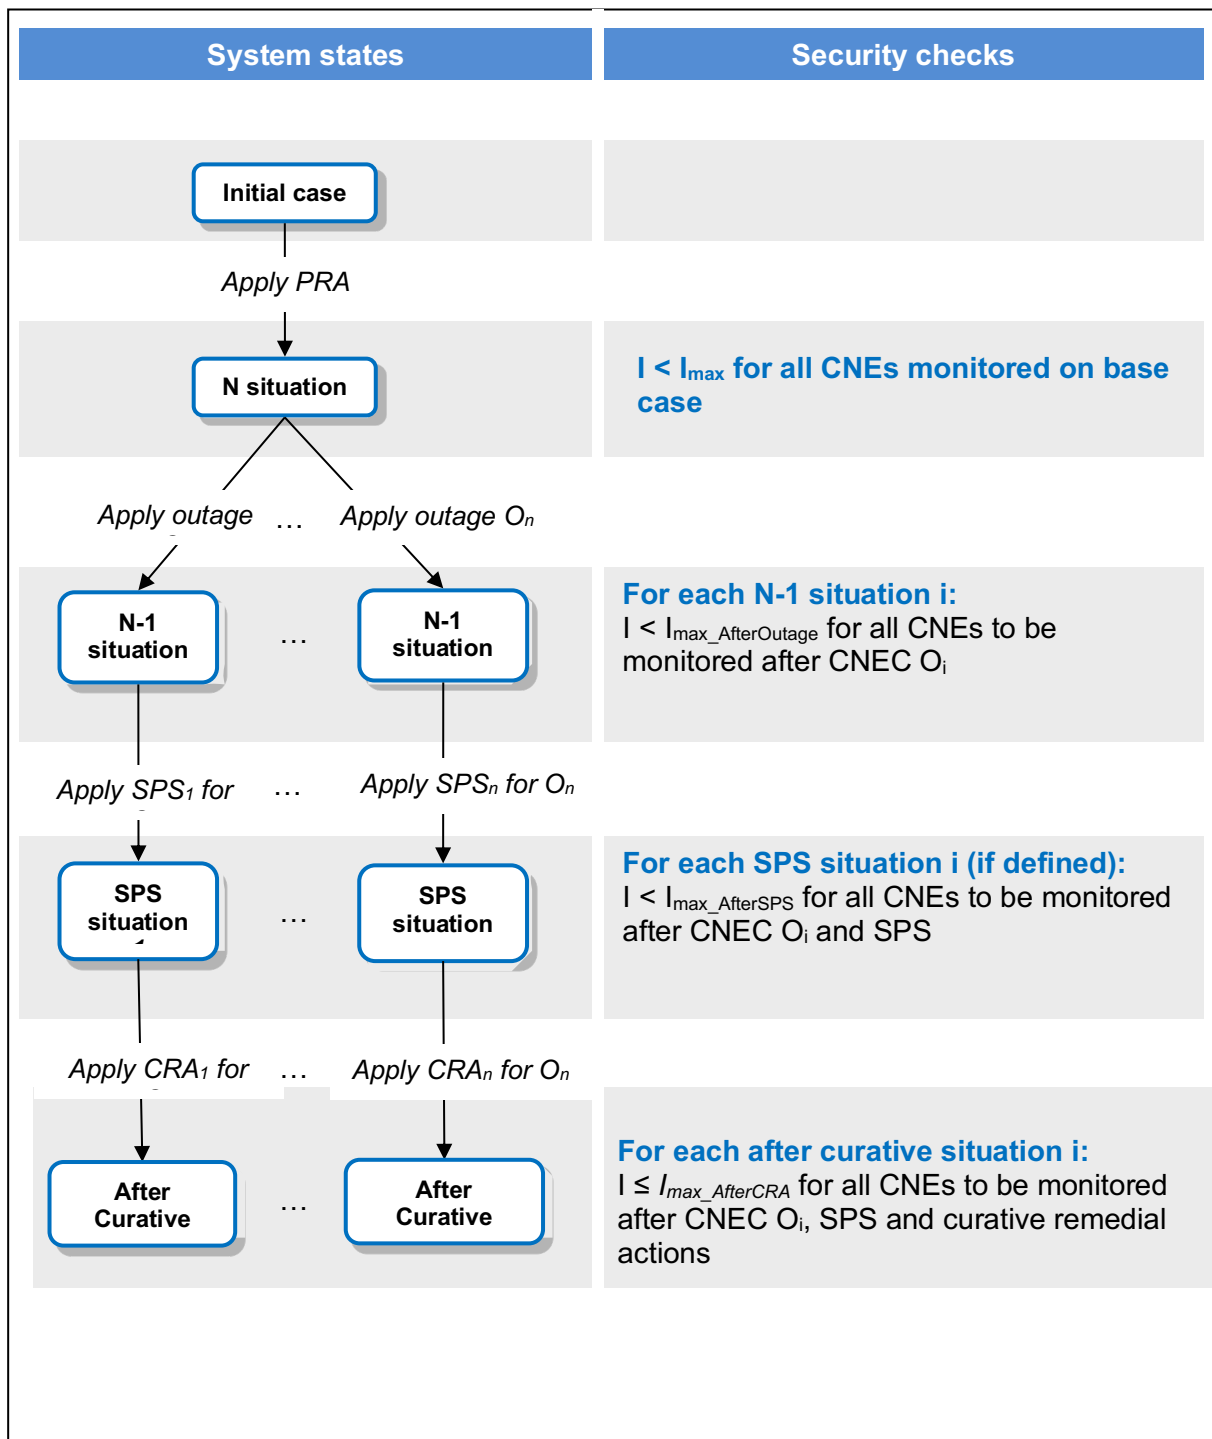 System states
Security checks
Initial case
Apply PRA
N situation
I < Imax for all CNEs monitored on base
case
Apply outage
…
Apply outage On
N-1
situation
…
N-1
situation
For each N-1 situation i:
I < Imax_AfterOutage for all CNEs to be
monitored after CNEC Oi
Apply SPS1 for
…
Apply SPSn for On
SPS
situation
…
SPS
situation
For each SPS situation i (if defined):
I < Imax_AfterSPS for all CNEs to be monitored
after CNEC Oi and SPS
Apply CRA1 for
…
Apply CRAn for On
After
Curative
…
After
Curative
For each after curative situation i:
I ≤ Imax_AfterCRA for all CNEs to be monitored
after CNEC Oi, SPS and curative remedial
actions